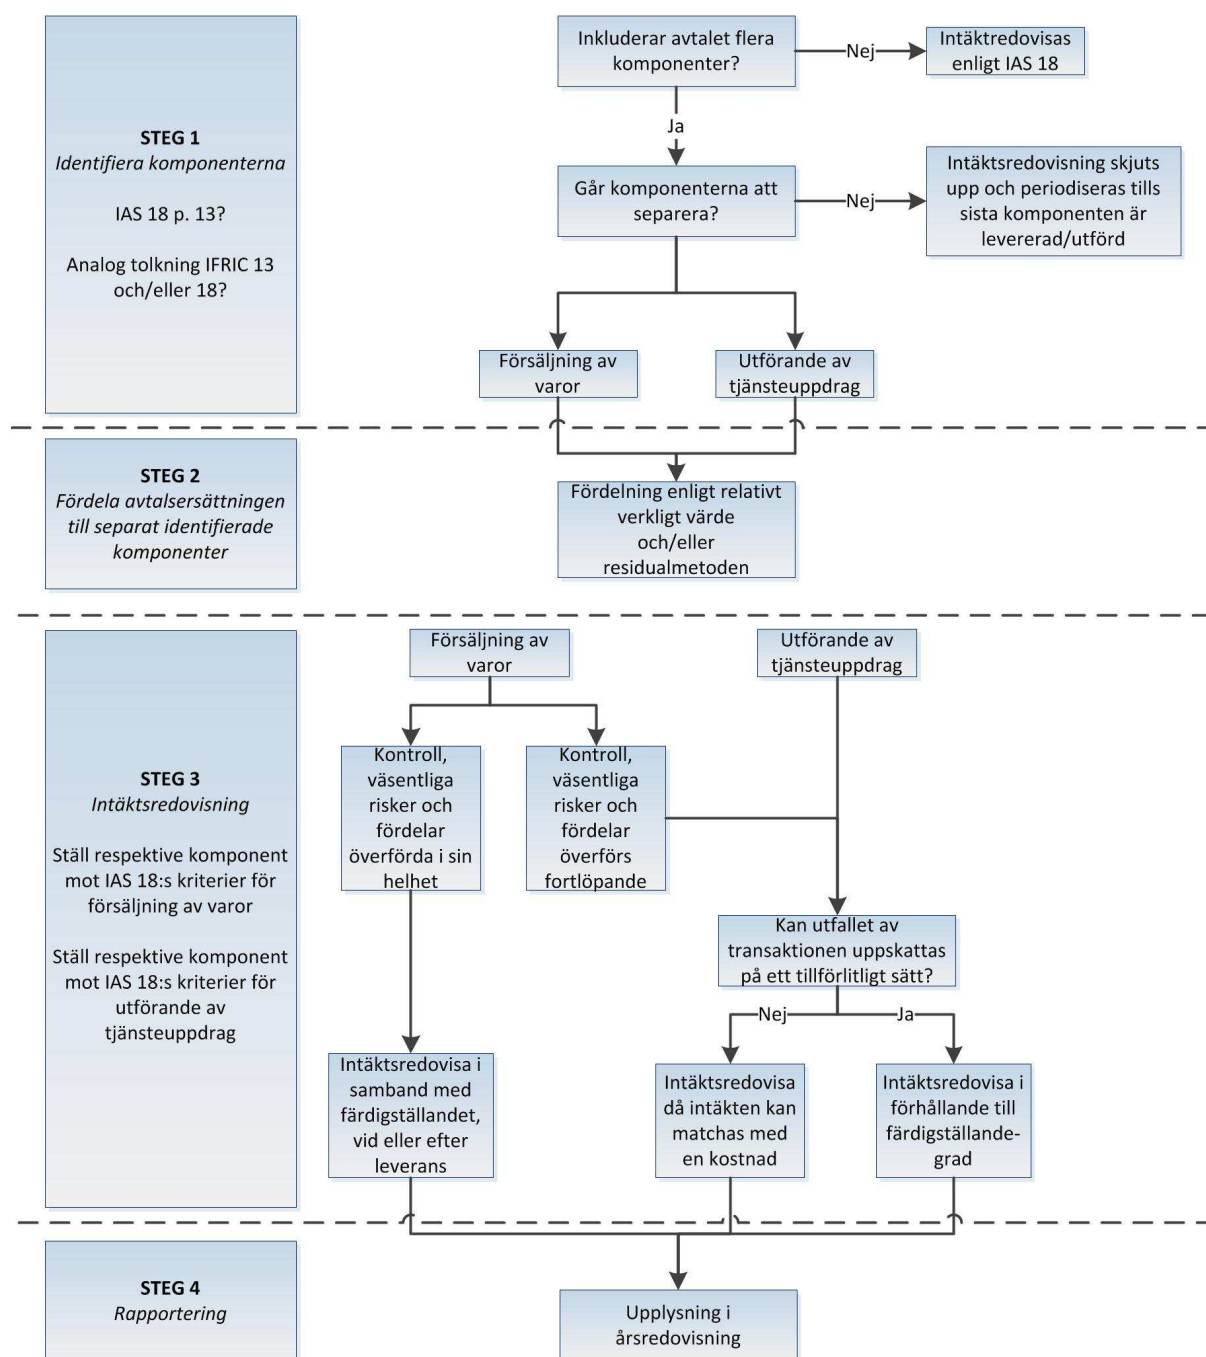 STEG 1
Identifiera komponenterna
IAS 18 p. 13?
Analog tolkning IFRIC 13
och/eller 18?
Inkluderar avtalet flera
komponenter?
Nej
Intäktredovisas
enligt IAS 18
Ja
Går komponenterna att
separera?
Nej
Intäktsredovisning skjuts
upp och periodiseras tills
sista komponenten är
levererad/utförd
Försäljning av
varor
Utförande av
tjänsteuppdrag
STEG 2
Fördela avtalsersättningen
till separat identifierade
komponenter
Fördelning enligt relativt
verkligt värde
och/eller
residualmetoden
STEG 3
Intäktsredovisning
Ställ respektive komponent
mot IAS 18:s kriterier för
försäljning av varor
Ställ respektive komponent
mot IAS 18:s kriterier för
utförande av
tjänsteuppdrag
Försäljning av
varor
Utförande av
tjänsteuppdrag
Kontroll,
väsentliga
risker och
fördelar
överförda i sin
helhet
Kontroll,
väsentliga
risker och
fördelar
överförs
fortlöpande
Kan utfallet av
transaktionen uppskattas
på ett tillförlitligt sätt?
Nej
Ja
Intäktsredovisa i
samband med
färdigställandet,
vid eller efter
leverans
Intäktsredovisa
då intäkten kan
matchas med
en kostnad
Intäktsredovisa i
förhållande till
färdigställande-
grad
STEG 4
Rapportering
Upplysning i
årsredovisning